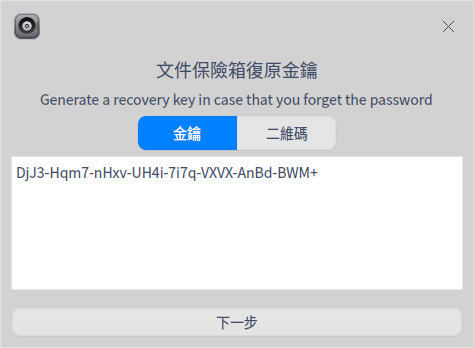 文件保險箱復原金鑰
Generate a recovery key in case that you forget the password
金鑰 二維碼
DjJ3-Hqm7-nHxv-UH4i-7i7q-VXVX-AnBd-BWM+
下一步